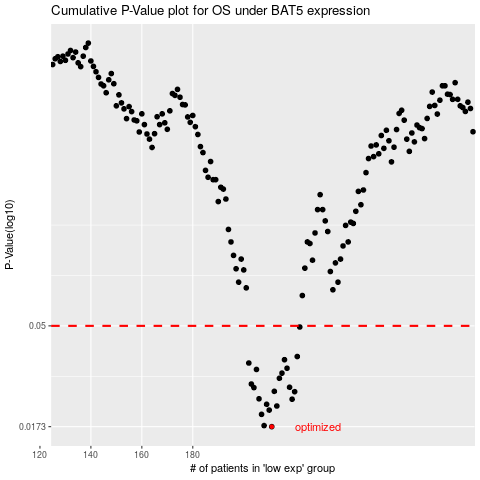 Cumulative P-Value plot for OS under BAT5 expression
P-Value(log10)
0.05
0.0173
optimized
120 140 160 180
# of patients in 'low exp' group